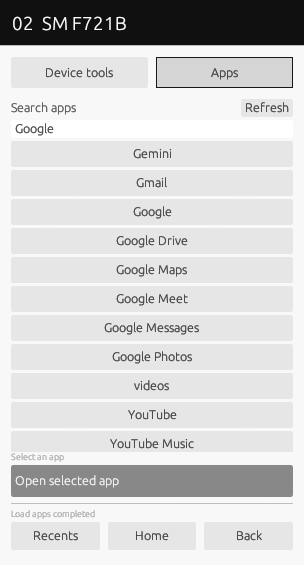 02 SM F721B
Device tools
Apps
Search apps
Refresh
Google
Gemini
Gmail
Google
Google Drive
Google Maps
Google Meet
Google Messages
Google Photos
videos
YouTube
YouTube Music
Select an app
Open selected app
Load apps completed
Recents
Home
Back